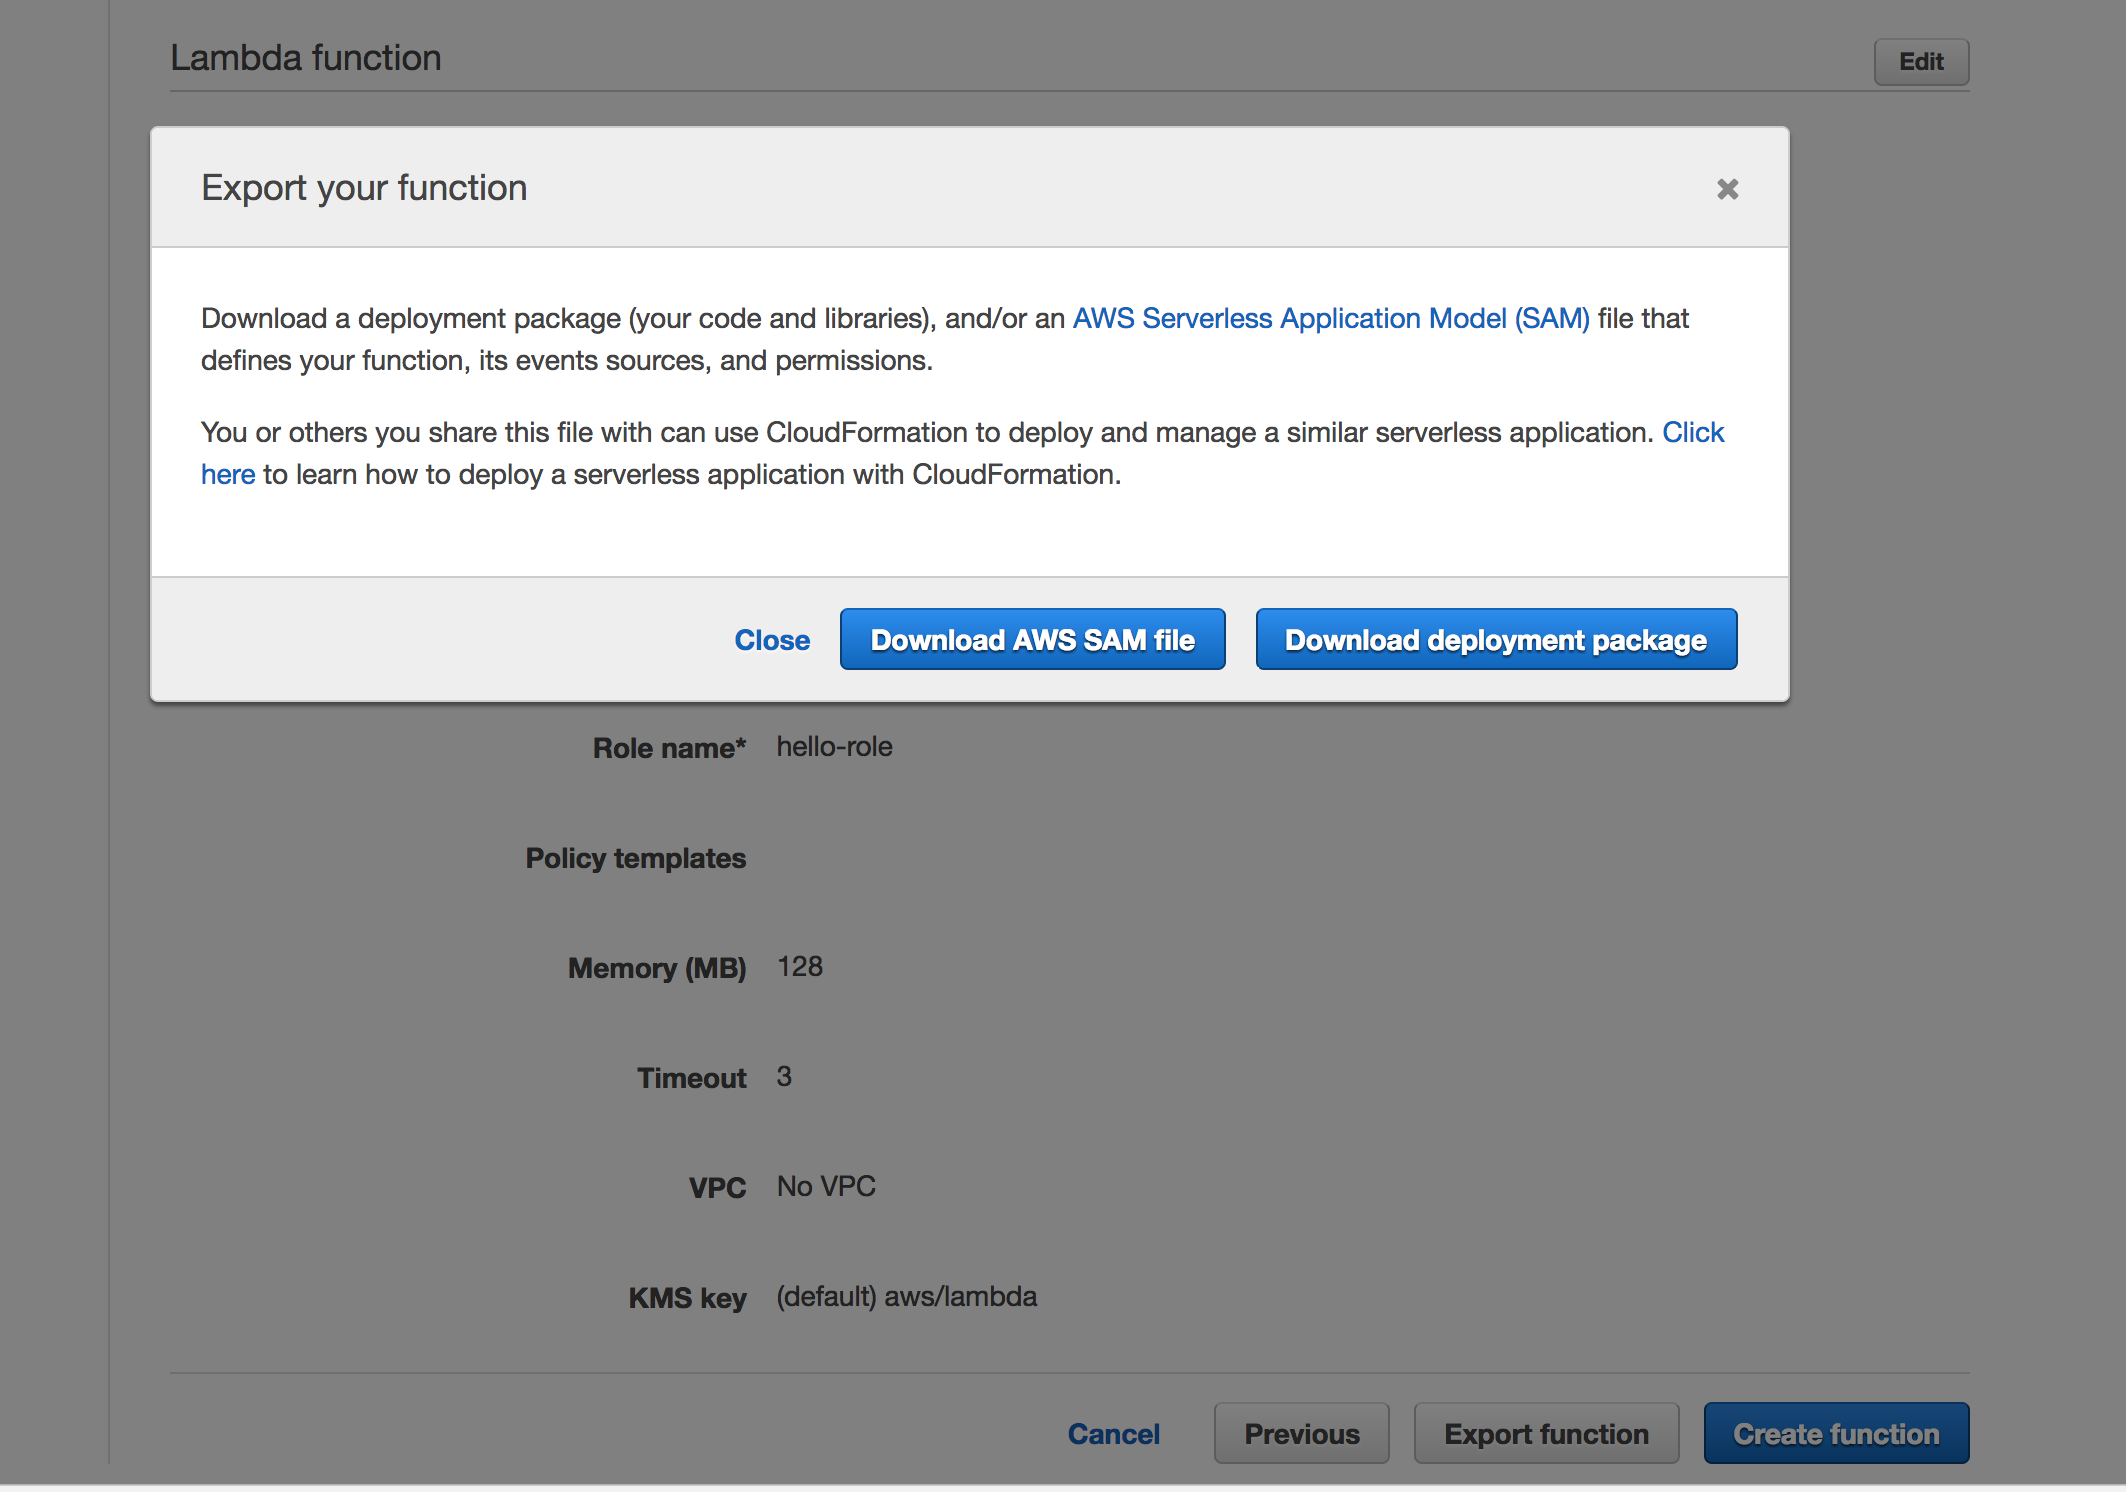 Lambda function
Edit
Export your function
Download a deployment package (your code and libraries), and/or an AWS Serverless Application Model (SAM) file that
defines your function, its events sources, and permissions.
You or others you share this file with can use CloudFormation to deploy and manage a similar serverless application. Click
here to learn how to deploy a serverless application with CloudFormation.
Close
Download AWS SAM file
Download deployment package
Role name* hello-role
Policy templates
Memory (MB) 128
Timeout 3
VPC No VPC
KMS key (default) aws/lambda
Cancel
Previous
Export function
Create function